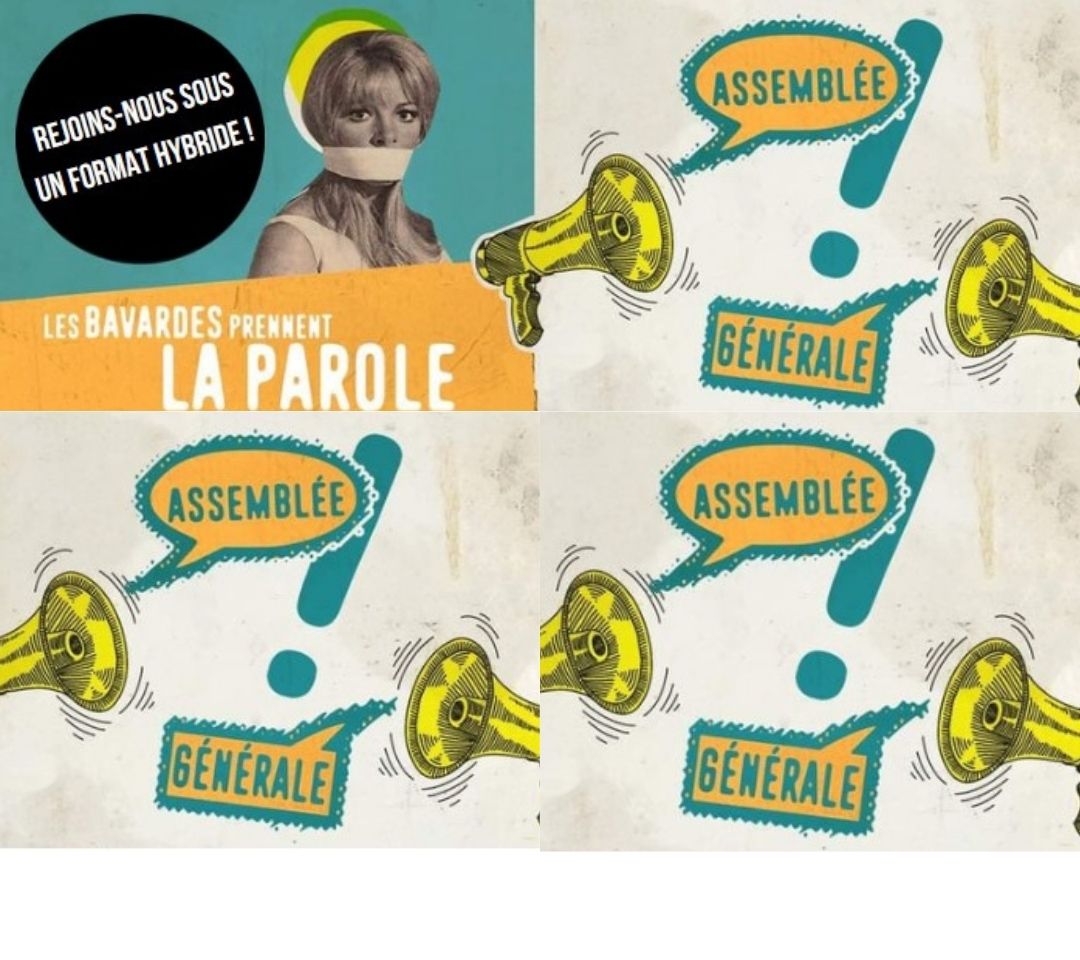 REJOINS-NOUS SOUS
UN FORMAT HYBRIDE !
LES BAVARDES PRENNENT
LA PAROLE
ASSEMBLÉE
GÉNÉRALE
ASSEMBLÉE
GÉNÉRALE
ASSEMBLÉE
GÉNÉRALE